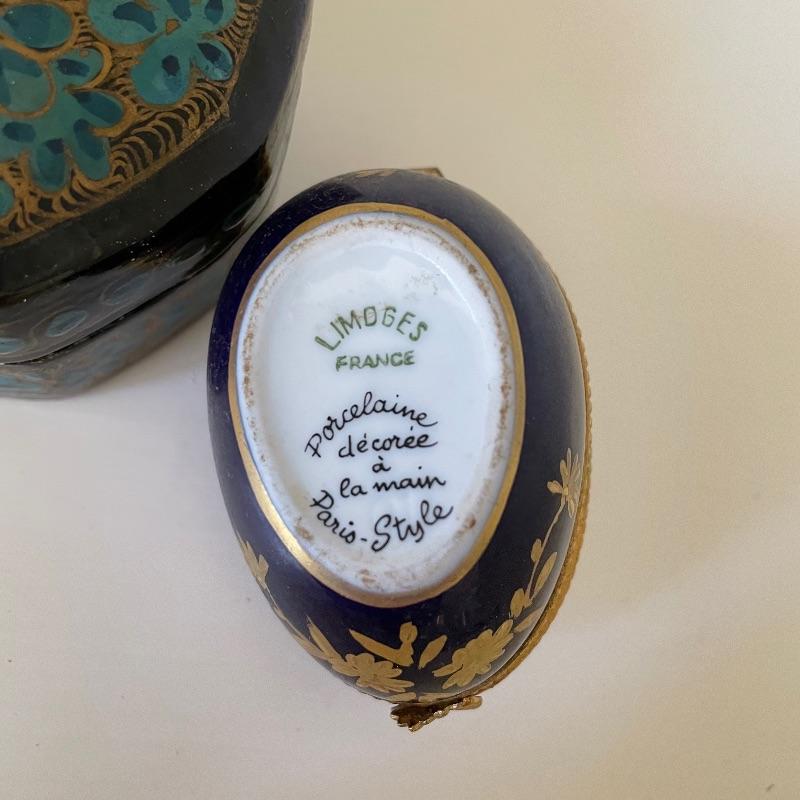 LIMOGES
FRANCE
Porcelaine
décorée
à
la main
Paris-Style